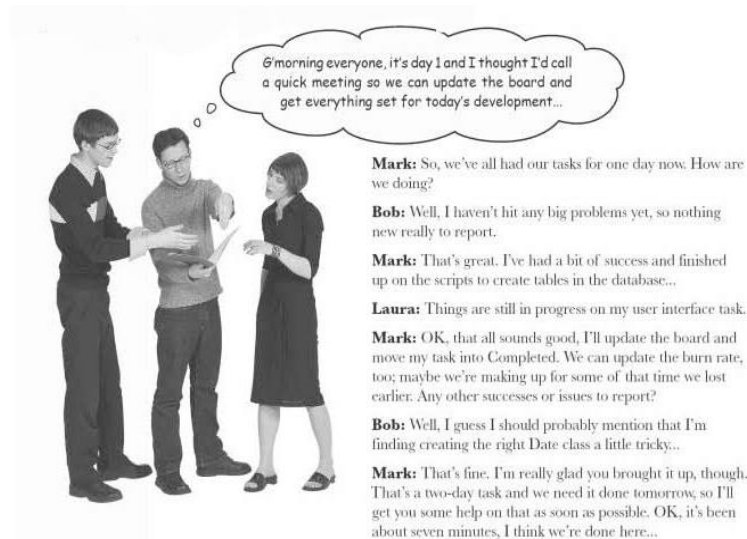 G'morning everyone, it's day 1 and I thought I'd call
a quick meeting so we can update the board and
get everything set for today's development...
Mark: So, we've all had our tasks for one day now. How are
we doing?
Bob: Well, I haven't hit any big problems yet, so nothing
new really to report.
Mark: That's great. I've had a bit of success and finished
up on the scripts to create tables in the database...
Laura: Things are still in progress on my user interface task.
Mark: OK, that all sounds good, I'll update the board and
move my task into Completed. We can update the burn rate,
too; maybe we're making up for some of that time we lost
earlier. Any other successes or issues to report?
Bob: Well, I guess I should probably mention that I'm
finding creating the right Date class a little tricky...
Mark: That's fine. I'm really glad you brought it up, though.
That's a two-day task and we need it done tomorrow, so I'll
get you some help on that as soon as possible. OK, it's been
about seven minutes, I think we're done here...